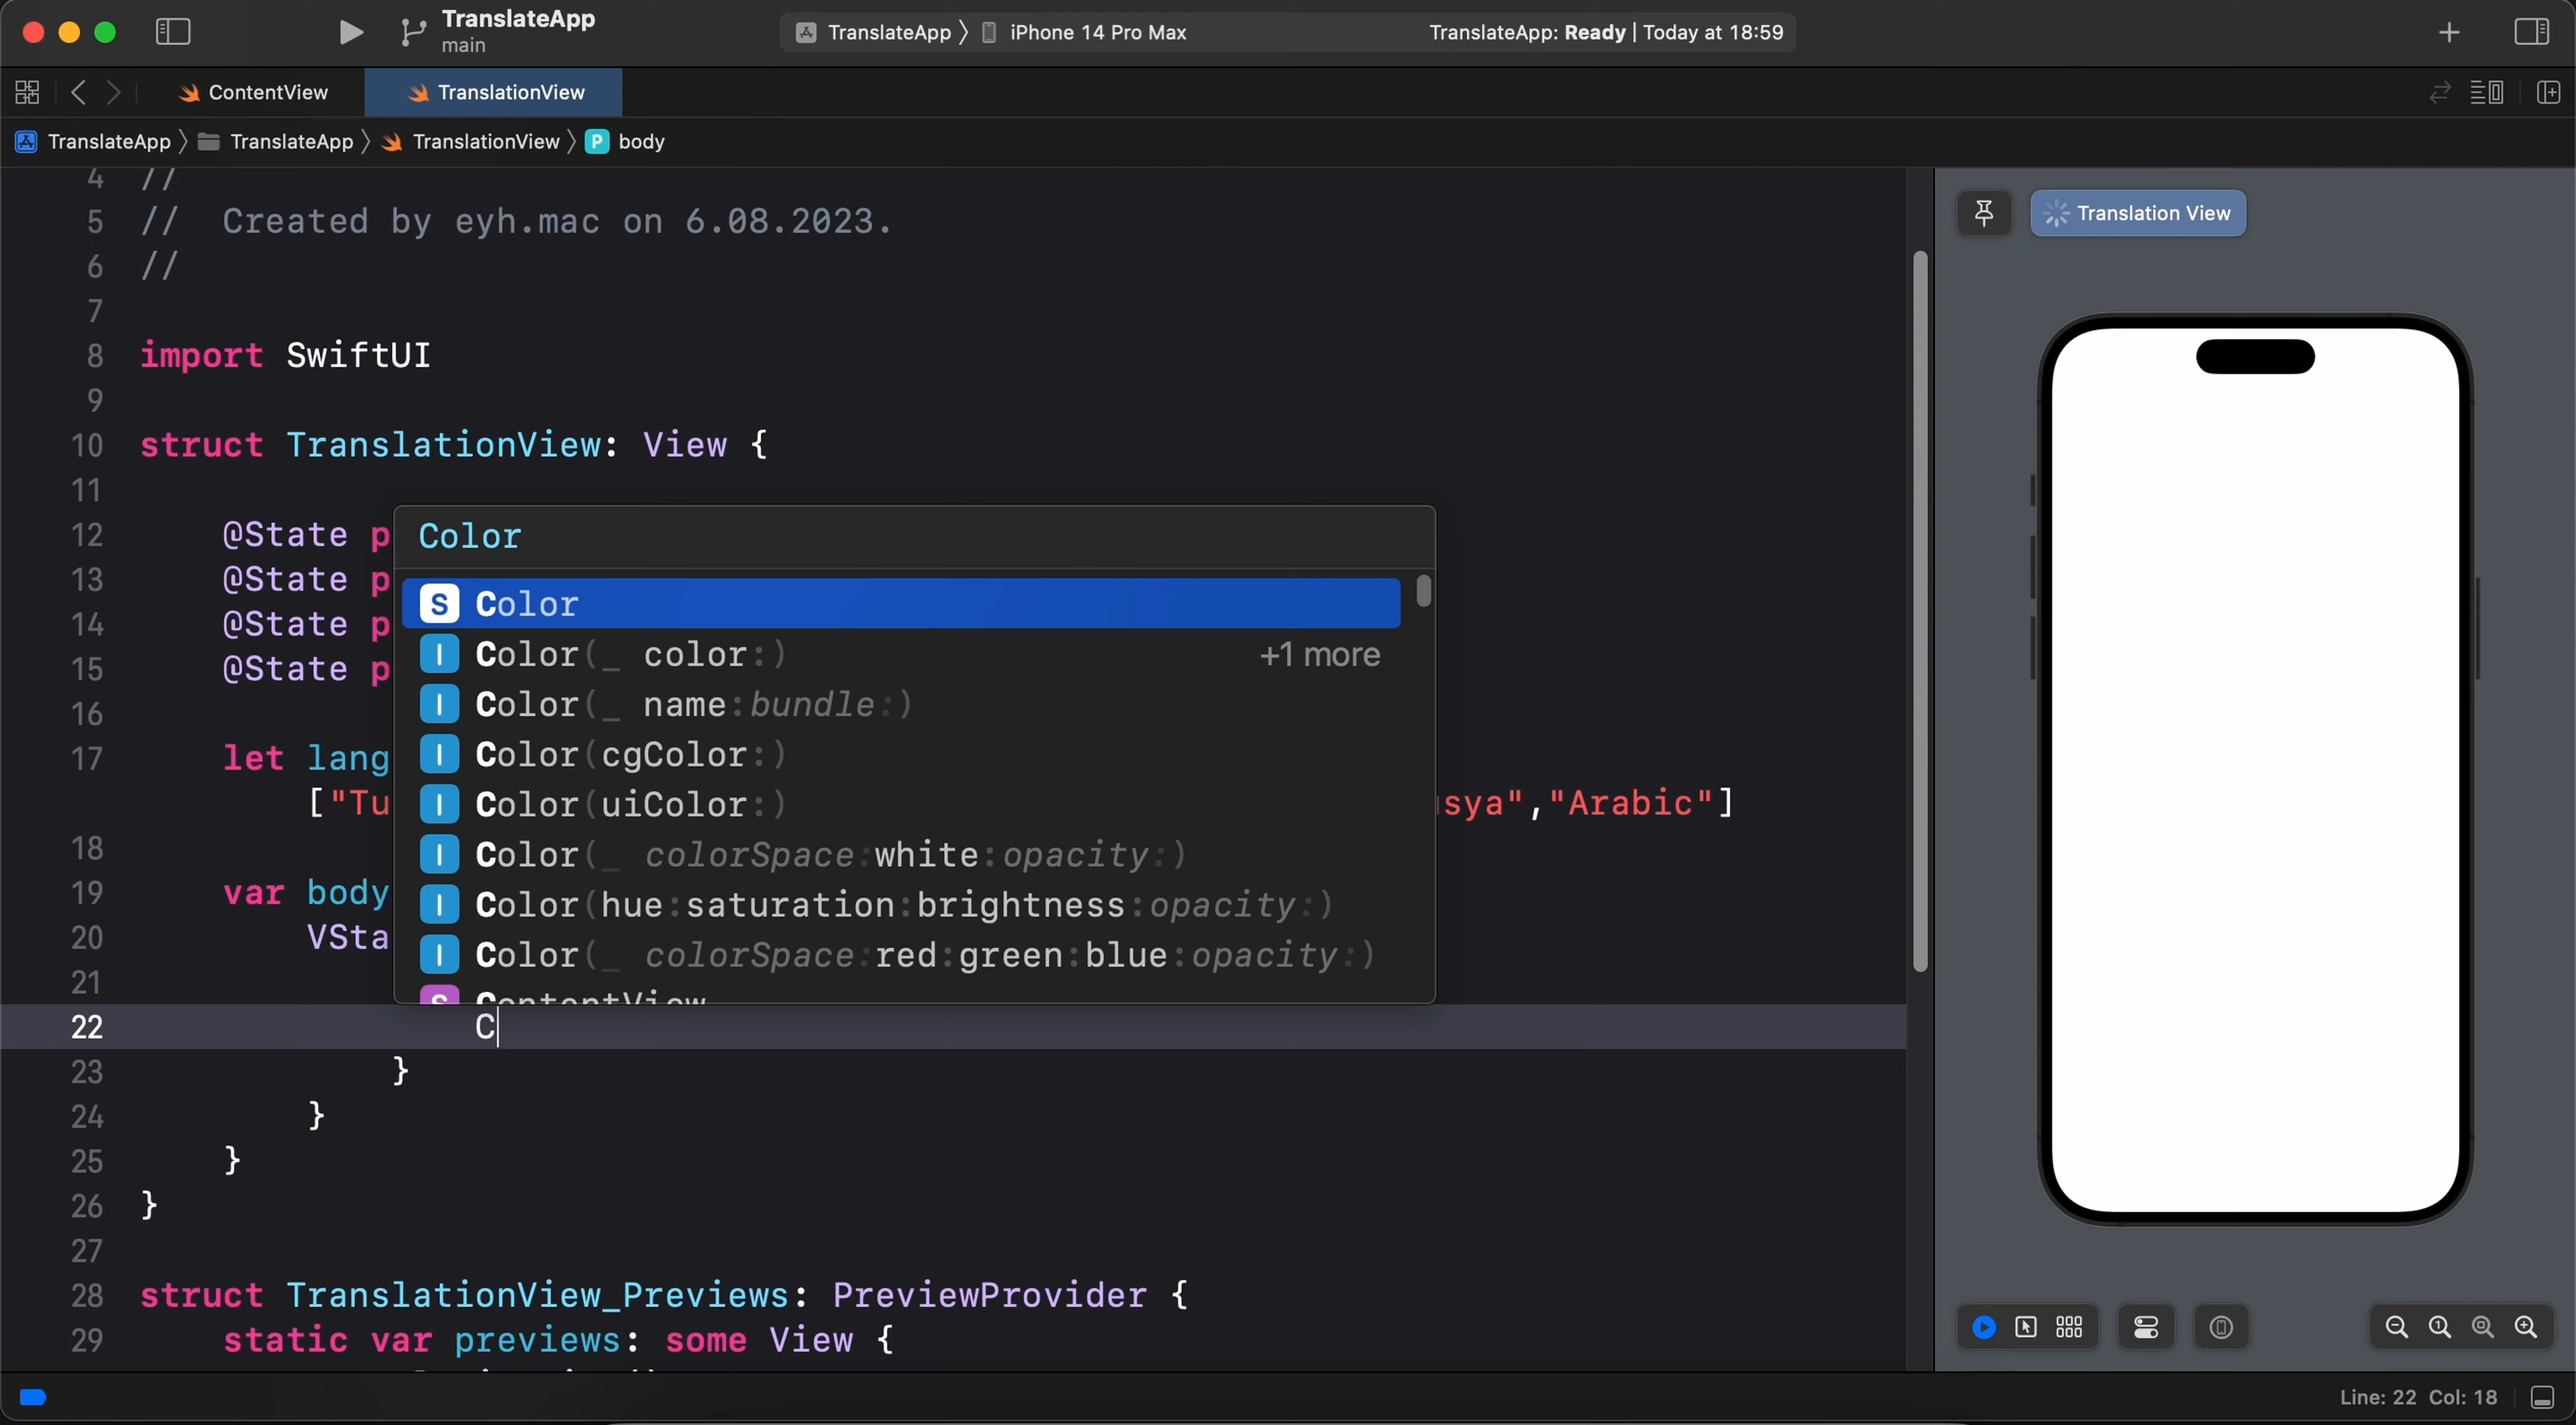 TranslateApp
main
TranslateApp 〉 iPhone 14 Pro Max
TranslateApp: Ready | Today at 18:59
ContentView
TranslationView
TranslateApp 〉 TranslateApp 〉 TranslationView 〉 P body
4 //
5 //  Created by eyh.mac on 6.08.2023.
6 //
7
8 import SwiftUI
9
10 struct TranslationView: View {
11
12 @State p
13 @State p
14 @State p
15 @State p
16
17 let lang
["Tu
sya","Arabic"]
18
19 var body
20 VSta
21
22 C
23 }
24 }
25 }
26 }
27
28 struct TranslationView_Previews: PreviewProvider {
29 static var previews: some View {
Color
S Color
I Color(_ color:) +1 more
I Color(_ name:bundle:)
I Color(cgColor:)
I Color(uiColor:)
I Color(_ colorSpace:white:opacity:)
I Color(hue:saturation:brightness:opacity:)
I Color(_ colorSpace:red:green:blue:opacity:)
S ContentView
Translation View
Line: 22 Col: 18